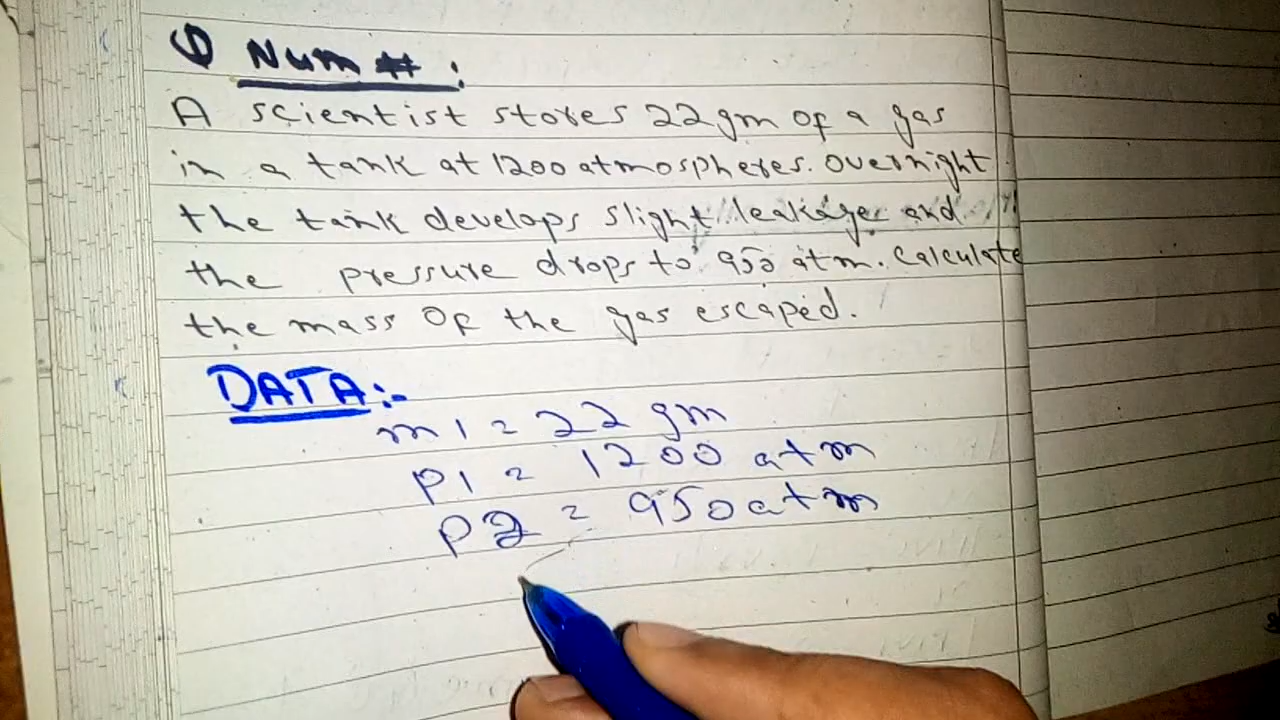 ① Num # :
A scientist stores 22gm of a gas
in a tank at 1200 atmospheres. Overnight
the tank develops slight leakage and
the pressure drops to 950 atm. Calculate
the mass of the gas escaped.
DATA:-
m1 = 22 gm
P1 = 1200 atm
P2 = 950 atm